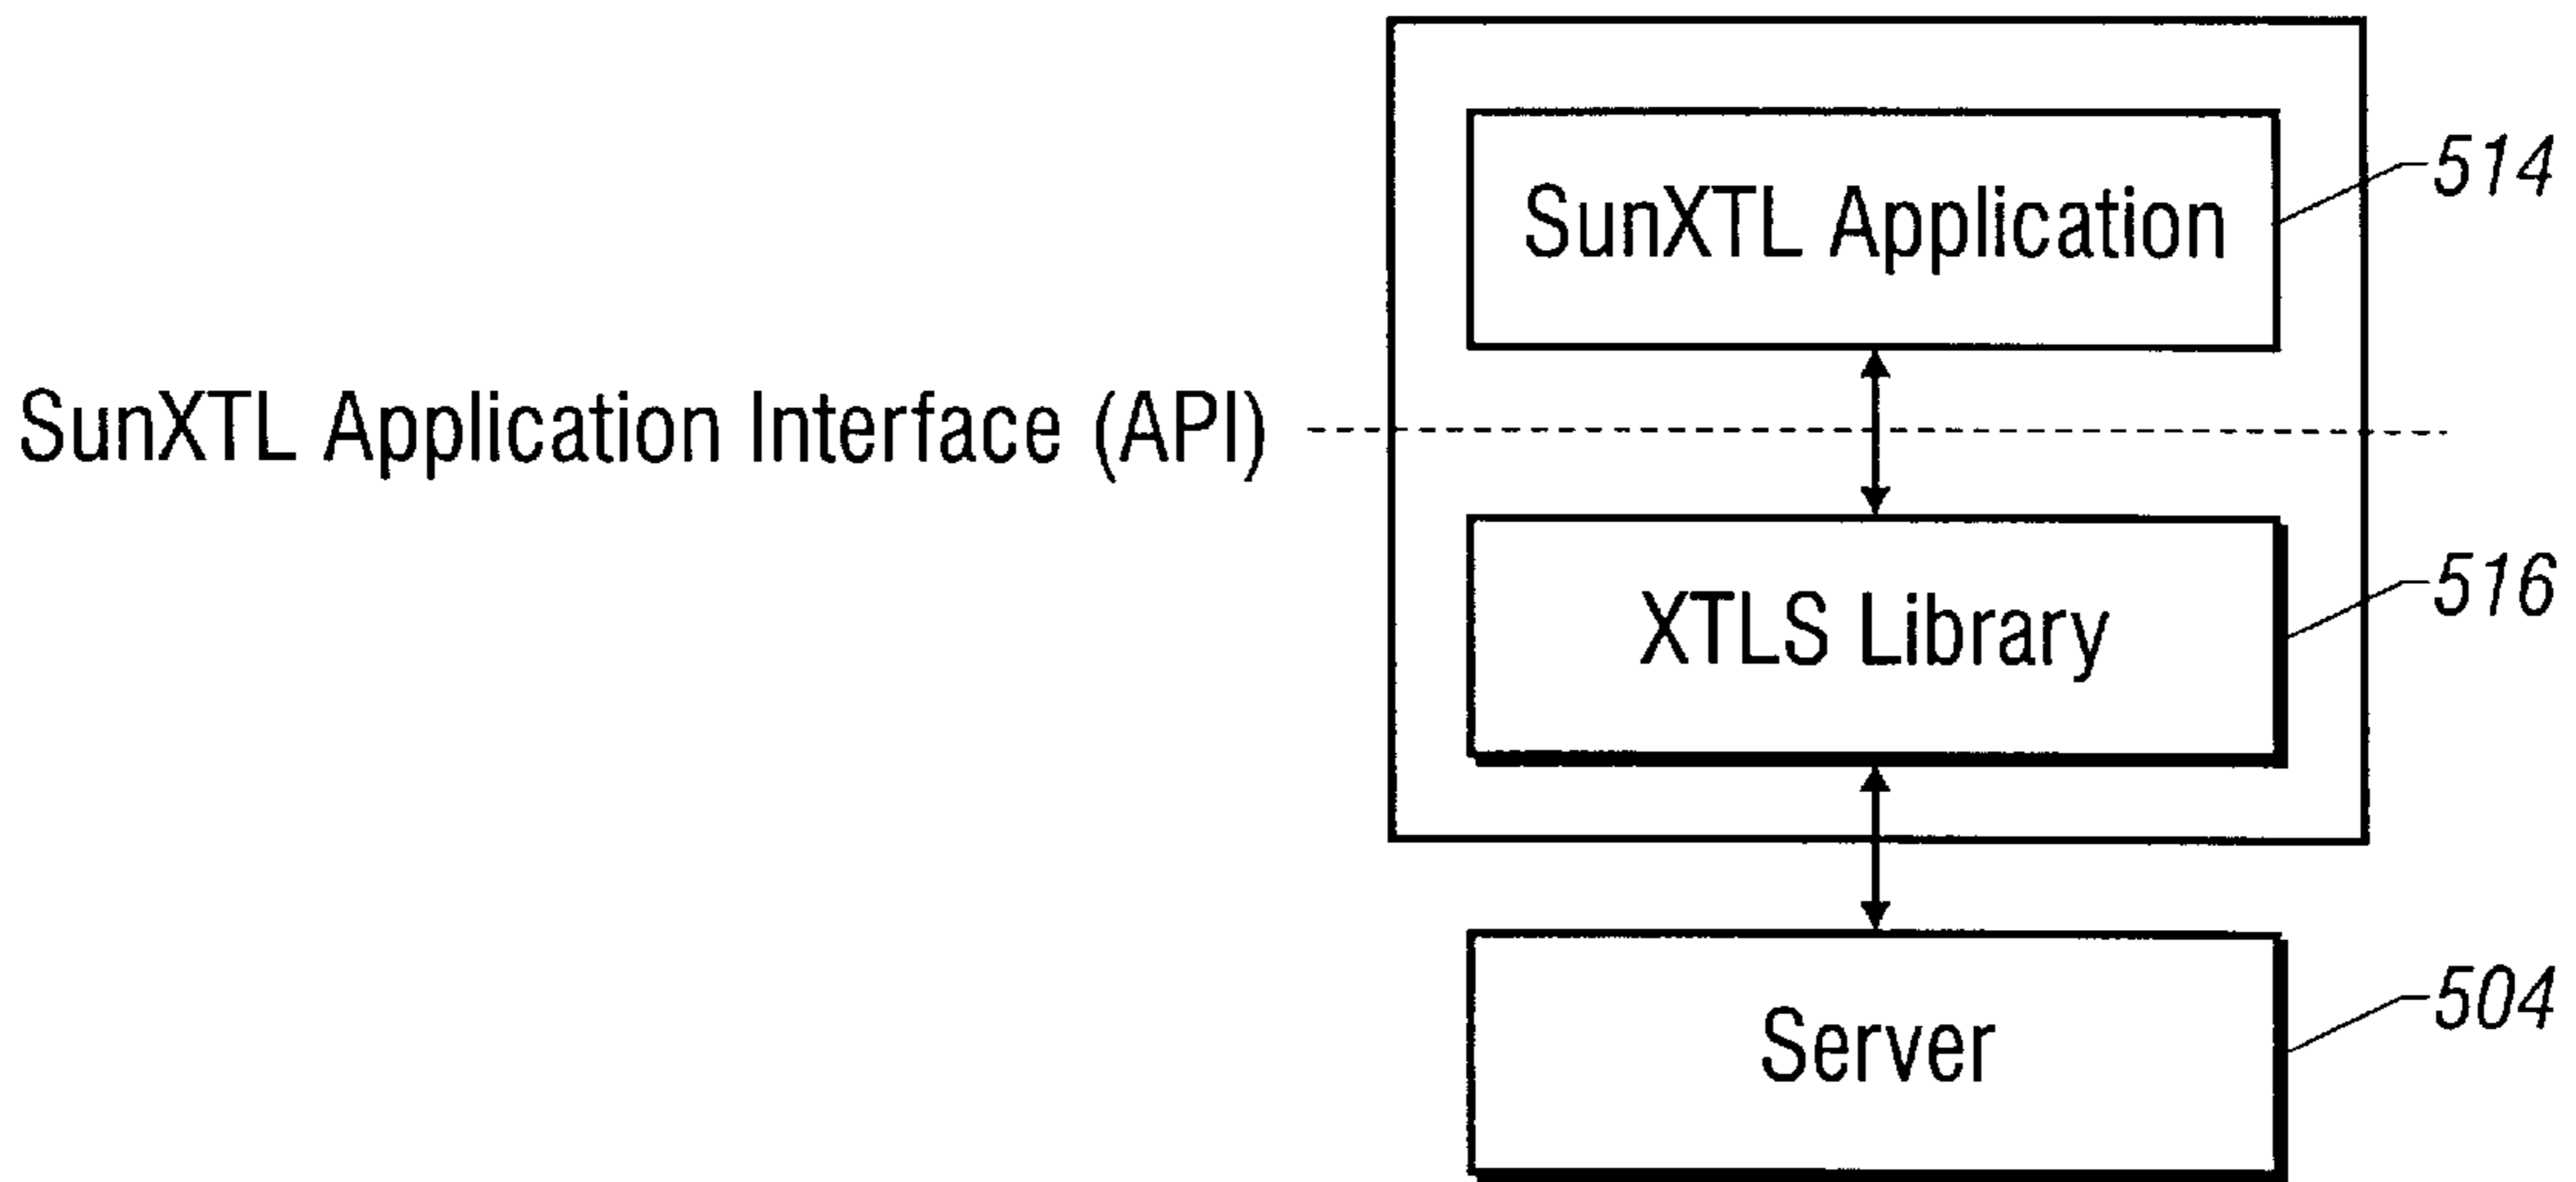 SunXTL Application
514
SunXTL Application Interface (API)
XTLS Library
516
Server
504